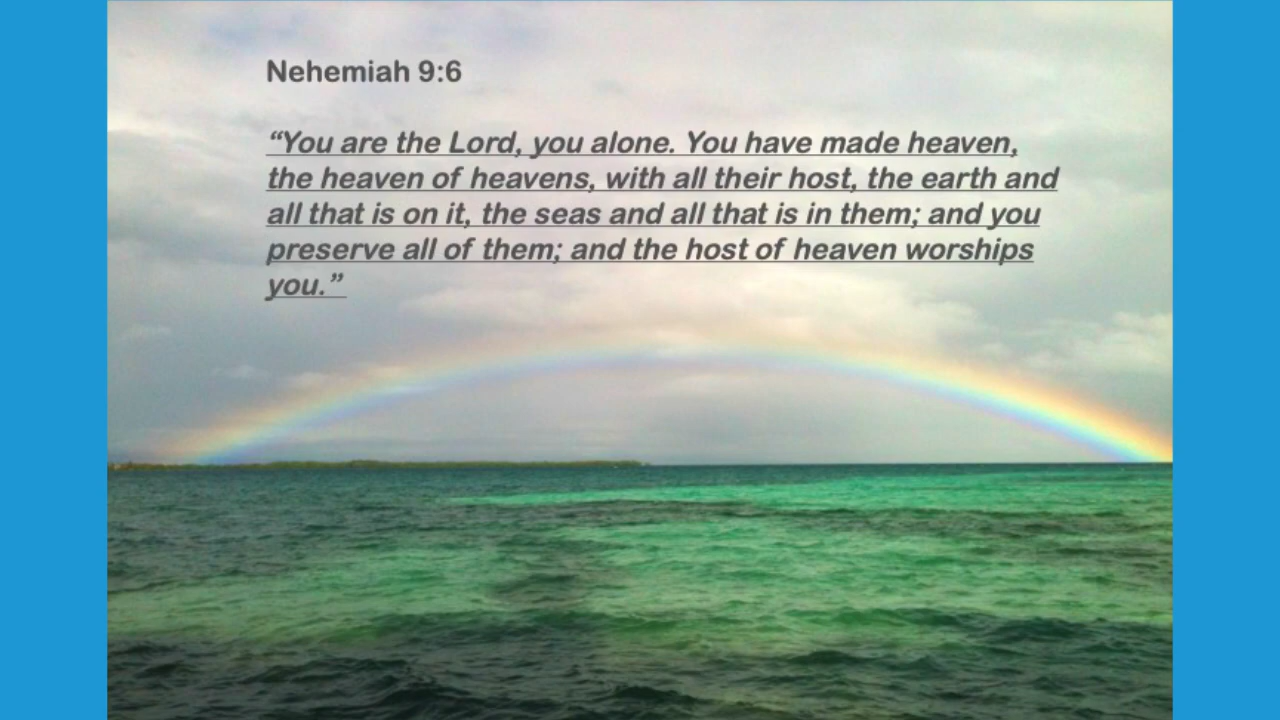 Nehemiah 9:6
“You are the Lord, you alone. You have made heaven,
the heaven of heavens, with all their host, the earth and
all that is on it, the seas and all that is in them; and you
preserve all of them; and the host of heaven worships
you.”